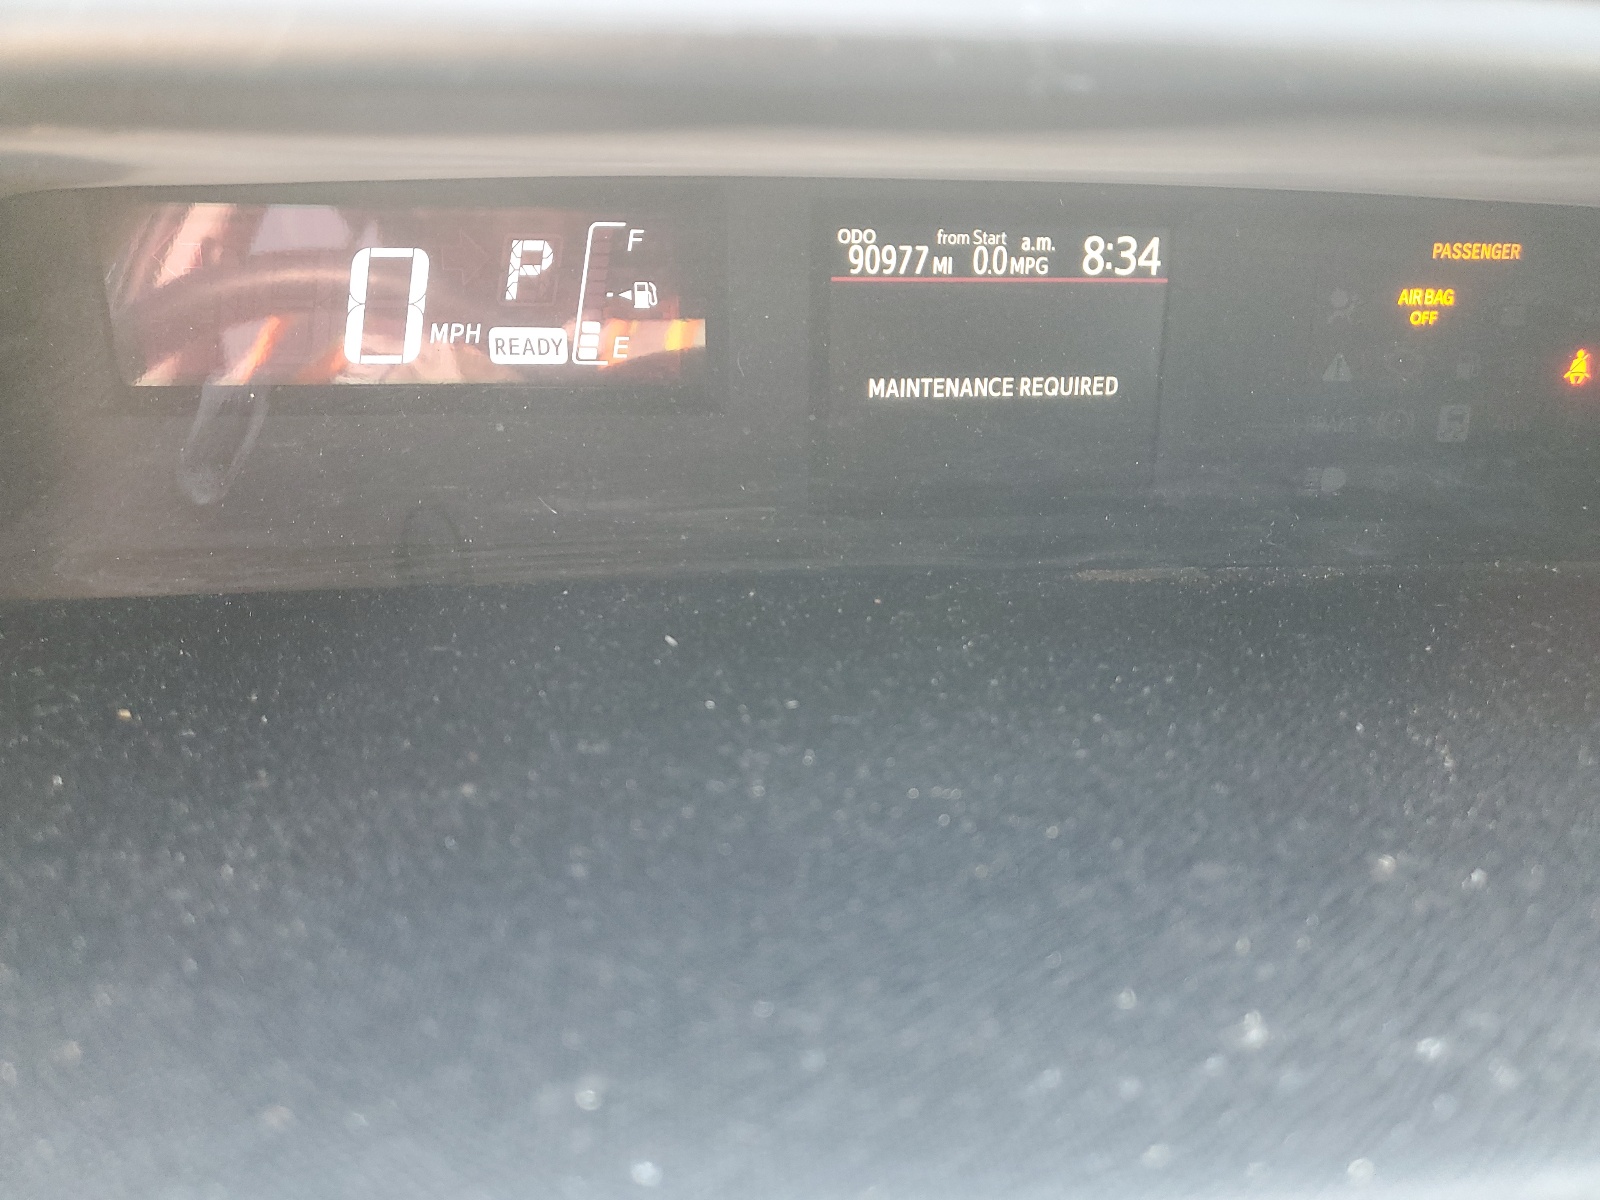 0 MPH
P
READY
F
E
ODO 90977 MI
from Start 0.0 MPG
a.m. 8:34
MAINTENANCE REQUIRED
PASSENGER
AIR BAG
OFF